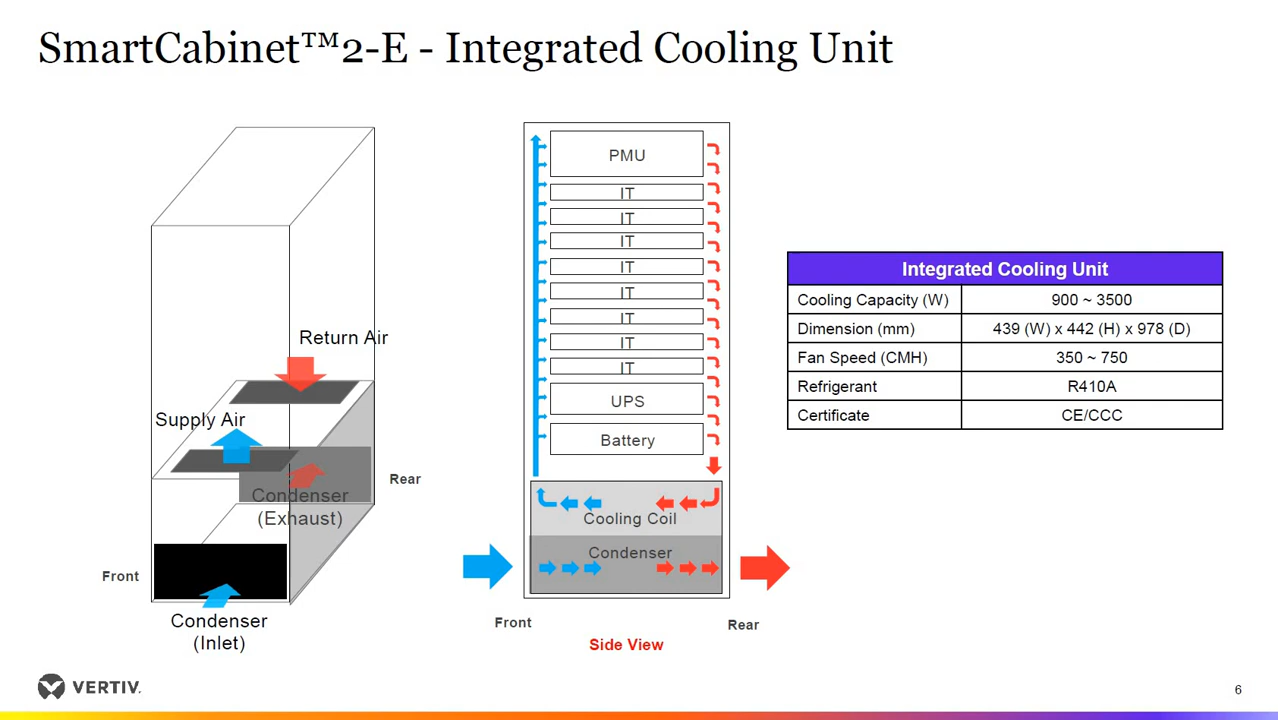 SmartCabinet™2-E - Integrated Cooling Unit
Return Air
Supply Air
Condenser
(Exhaust)
Rear
Front
Condenser
(Inlet)
PMU
IT
IT
IT
IT
IT
IT
IT
IT
UPS
Battery
Cooling Coil
Condenser
Front
Rear
Side View
Integrated Cooling Unit
Cooling Capacity (W) 900 ~ 3500
Dimension (mm) 439 (W) x 442 (H) x 978 (D)
Fan Speed (CMH) 350 ~ 750
Refrigerant R410A
Certificate CE/CCC
VERTIV.
6